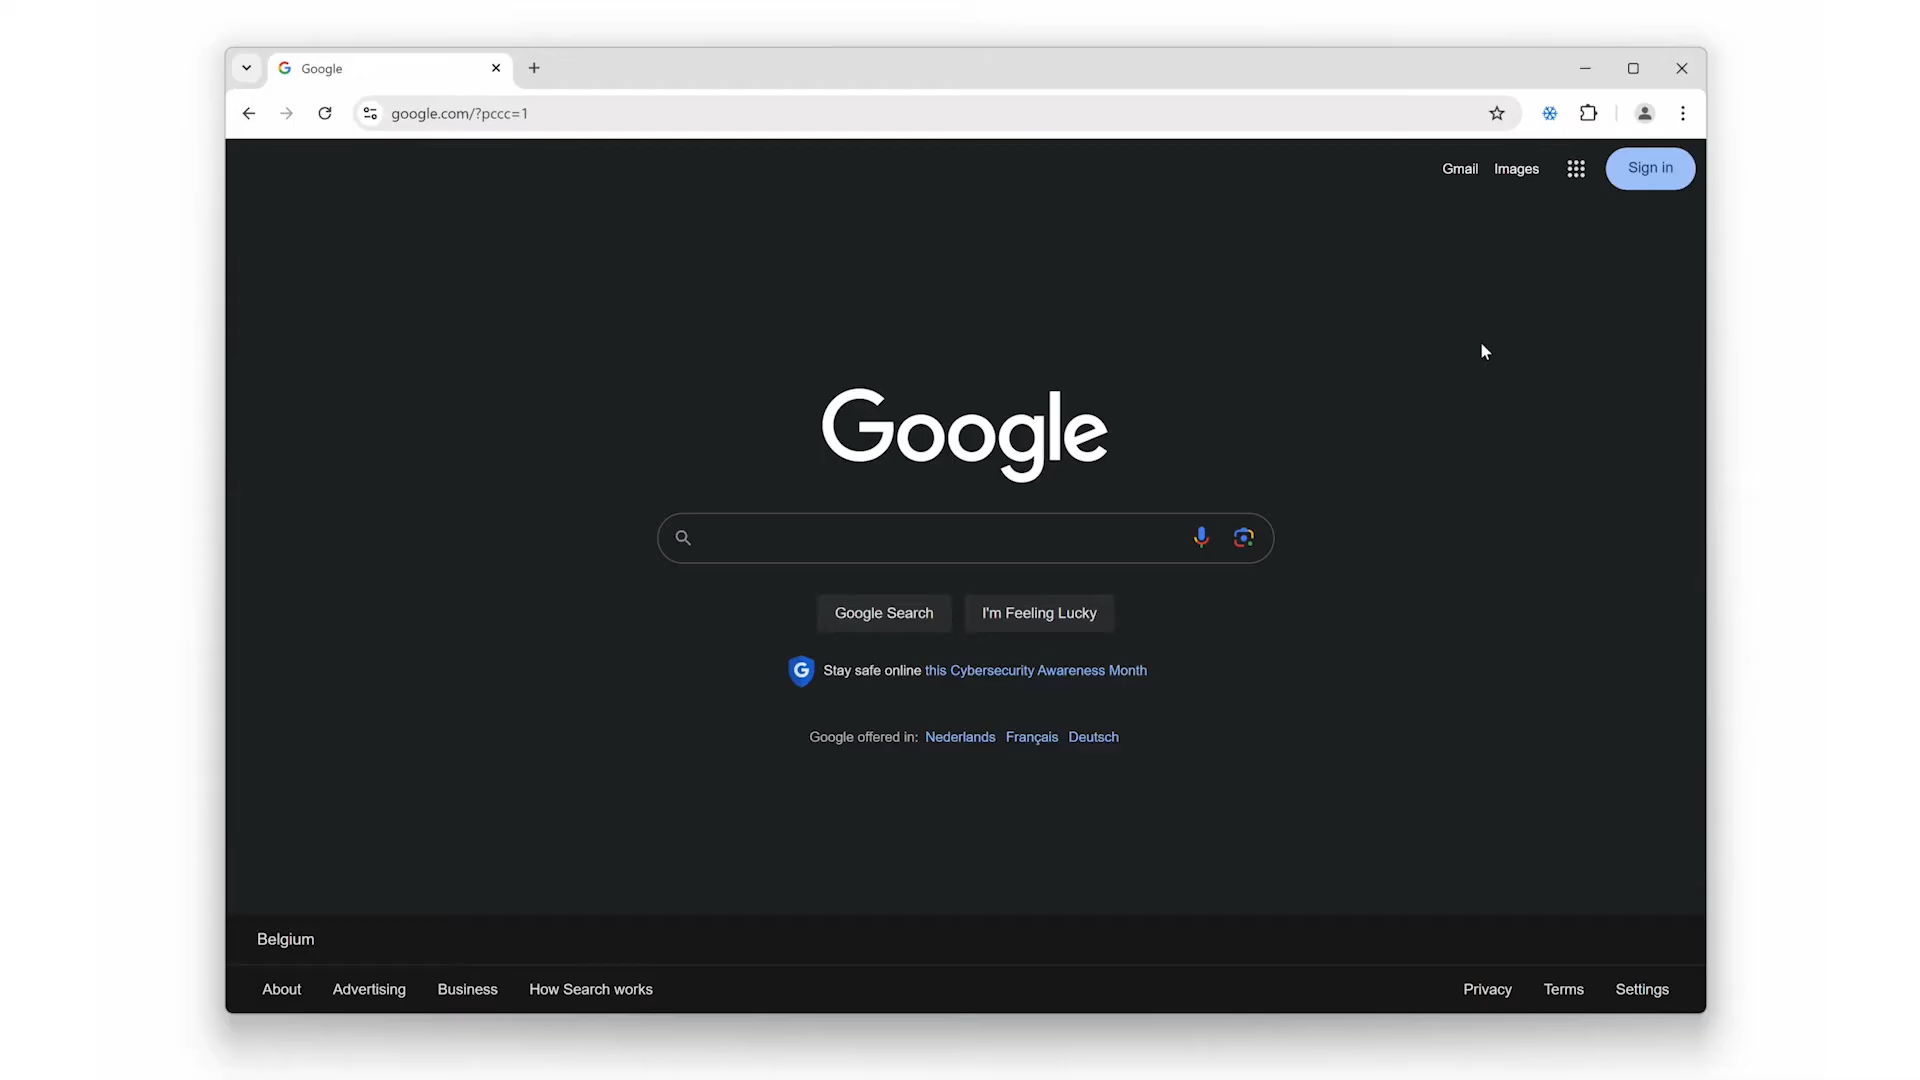 Google
google.com/?pccc=1
Gmail Images Sign in
Google
Google Search I'm Feeling Lucky
Stay safe online this Cybersecurity Awareness Month
Google offered in: Nederlands Français Deutsch
Belgium
About Advertising Business How Search works Privacy Terms Settings